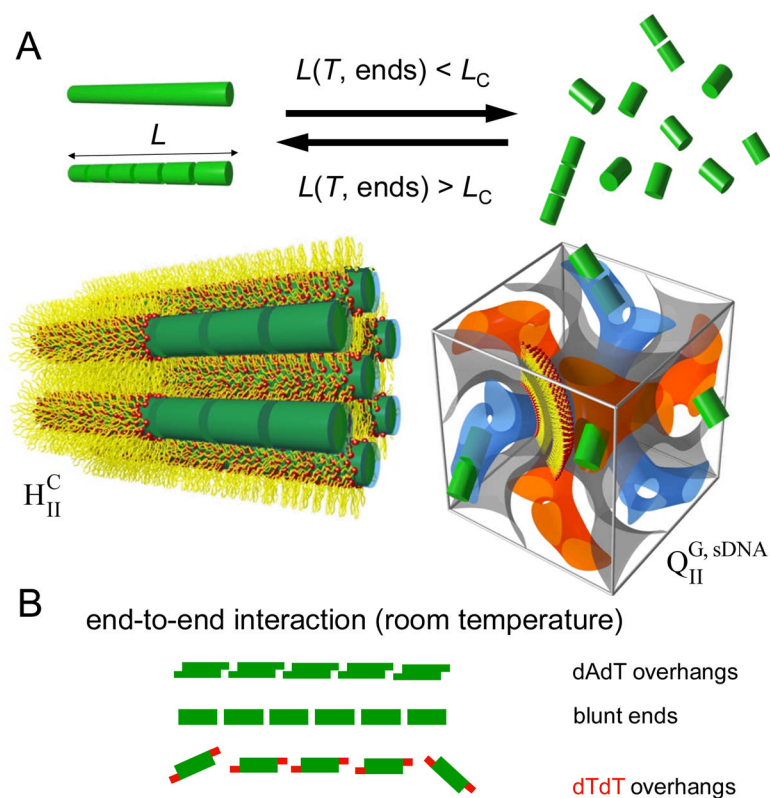 A
L(T, ends) < L_C
L
L(T, ends) > L_C
H_II^C
Q_II^G, sDNA
B
end-to-end interaction (room temperature)
dAdT overhangs
blunt ends
dTdT overhangs